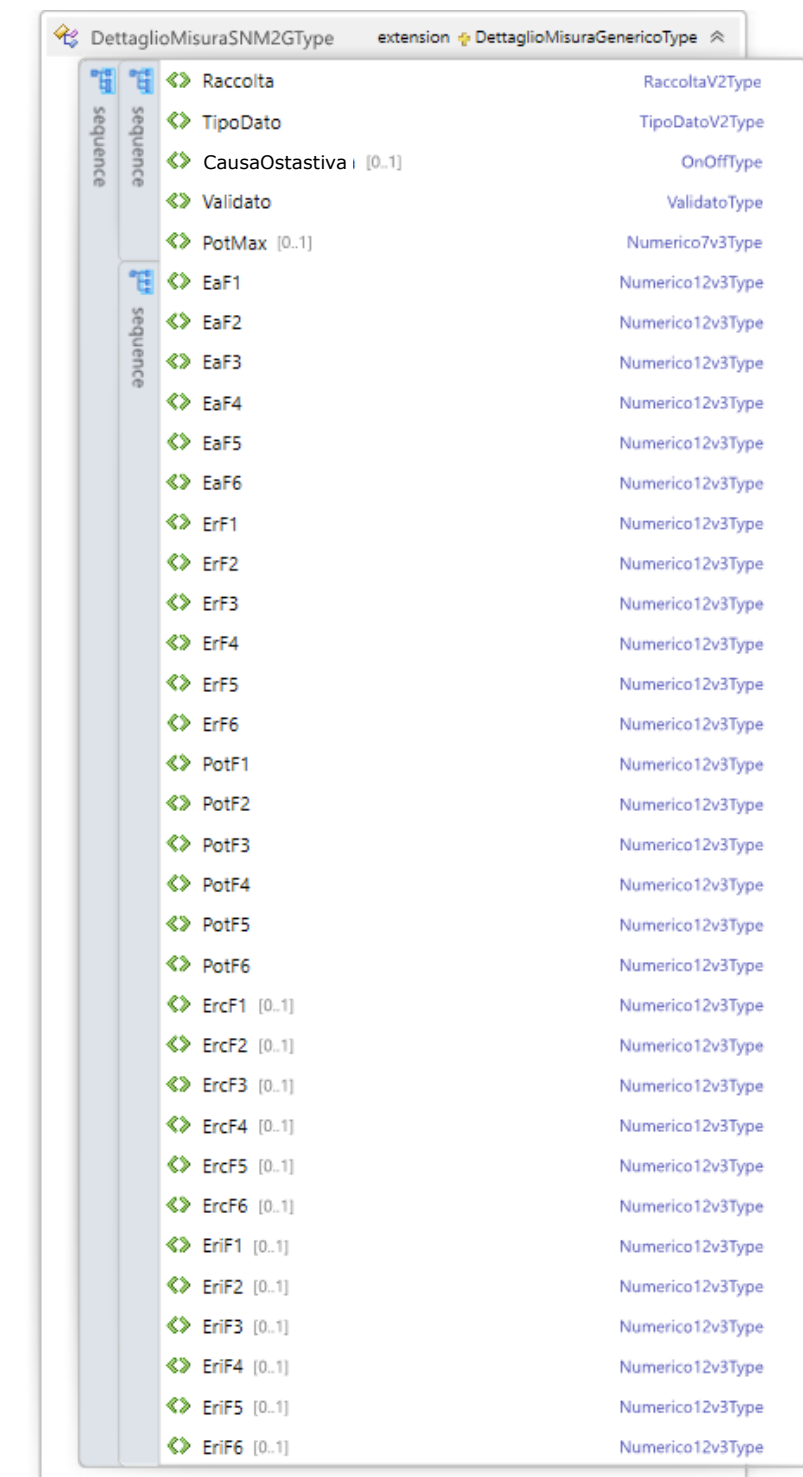 DettaglioMisuraSNM2GType extension DettaglioMisuraGenericoType
sequence
sequence
Raccolta RaccoltaV2Type
TipoDato TipoDatoV2Type
CausaOstastiva [0..1] OnOffType
Validato ValidatoType
PotMax [0..1] Numerico7v3Type
sequence
EaF1 Numerico12v3Type
EaF2 Numerico12v3Type
EaF3 Numerico12v3Type
EaF4 Numerico12v3Type
EaF5 Numerico12v3Type
EaF6 Numerico12v3Type
ErF1 Numerico12v3Type
ErF2 Numerico12v3Type
ErF3 Numerico12v3Type
ErF4 Numerico12v3Type
ErF5 Numerico12v3Type
ErF6 Numerico12v3Type
PotF1 Numerico12v3Type
PotF2 Numerico12v3Type
PotF3 Numerico12v3Type
PotF4 Numerico12v3Type
PotF5 Numerico12v3Type
PotF6 Numerico12v3Type
ErcF1 [0..1] Numerico12v3Type
ErcF2 [0..1] Numerico12v3Type
ErcF3 [0..1] Numerico12v3Type
ErcF4 [0..1] Numerico12v3Type
ErcF5 [0..1] Numerico12v3Type
ErcF6 [0..1] Numerico12v3Type
EriF1 [0..1] Numerico12v3Type
EriF2 [0..1] Numerico12v3Type
EriF3 [0..1] Numerico12v3Type
EriF4 [0..1] Numerico12v3Type
EriF5 [0..1] Numerico12v3Type
EriF6 [0..1] Numerico12v3Type